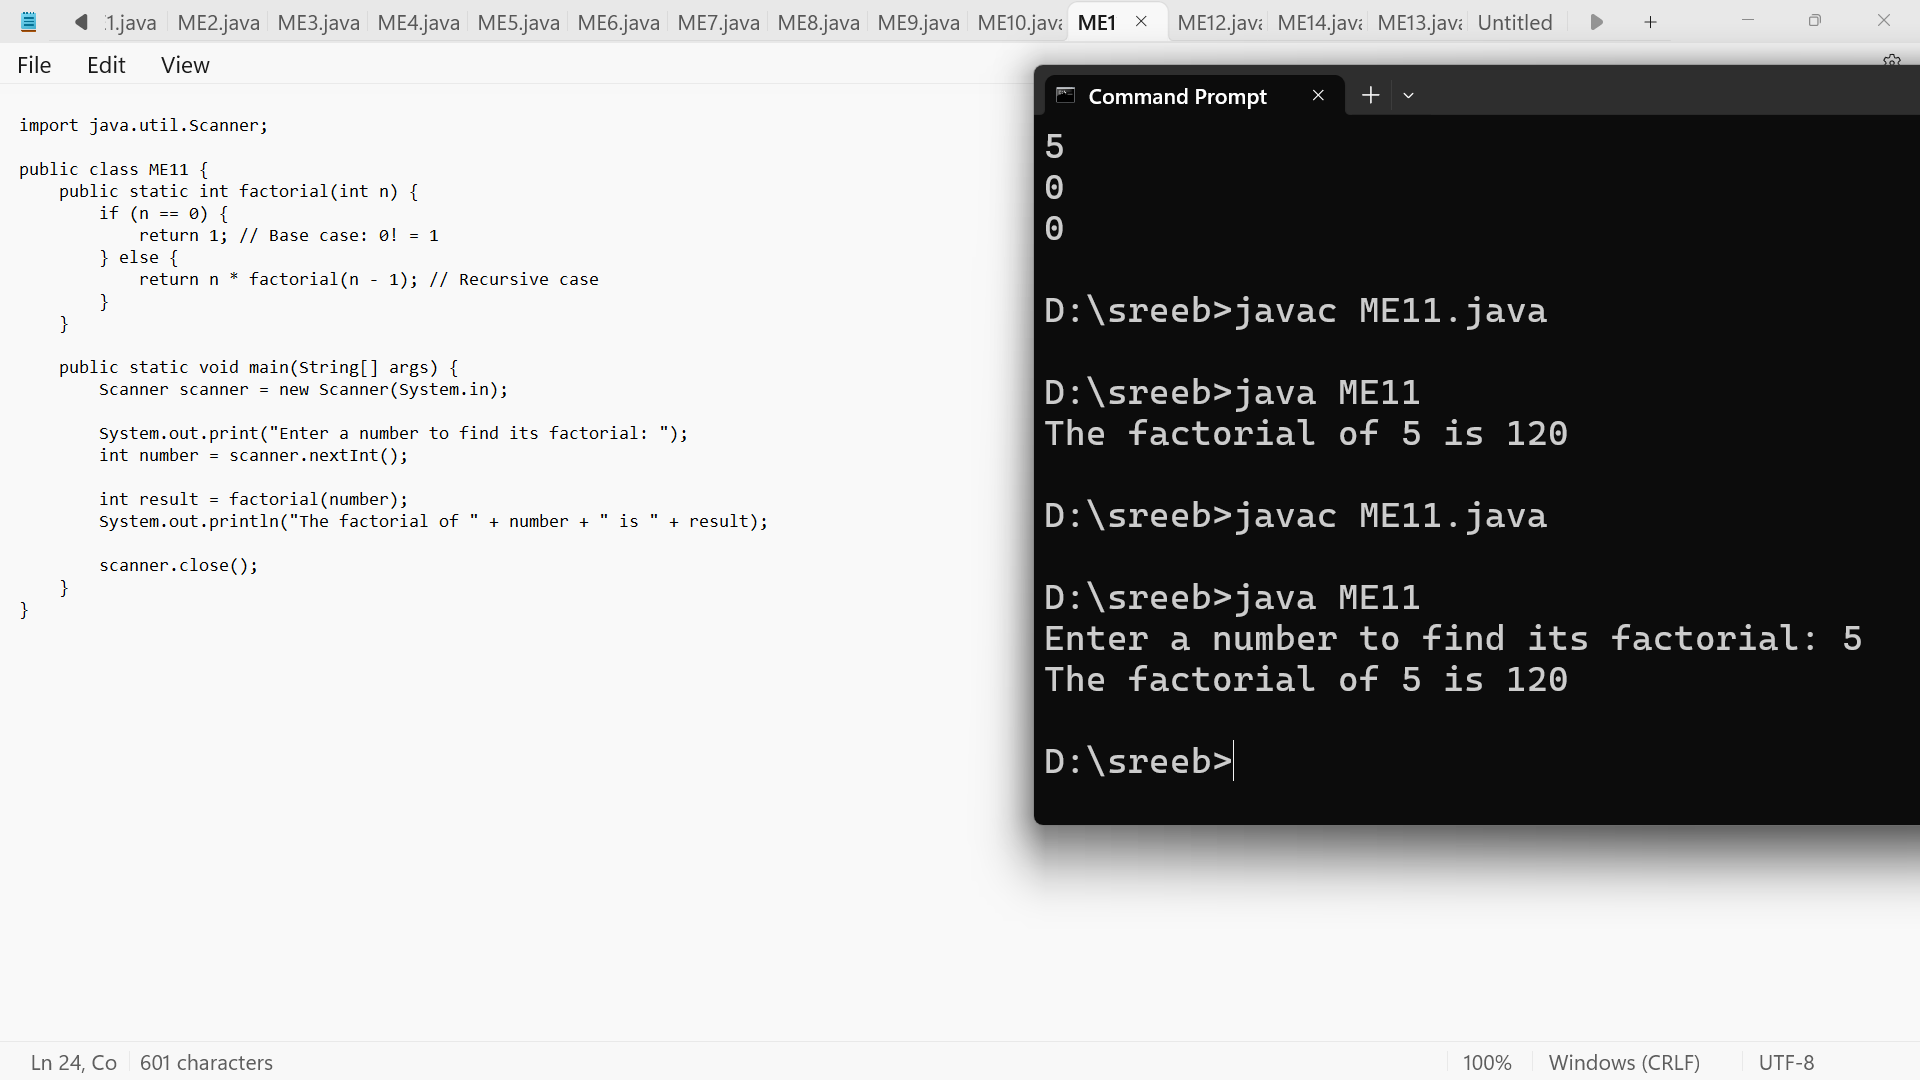 1.java ME2.java ME3.java ME4.java ME5.java ME6.java ME7.java ME8.java ME9.java ME10.java ME1 ME12.java ME14.java ME13.java Untitled
File Edit View
import java.util.Scanner;
public class ME11 {
    public static int factorial(int n) {
        if (n == 0) {
            return 1; // Base case: 0! = 1
        } else {
            return n * factorial(n - 1); // Recursive case
        }
    }
    public static void main(String[] args) {
        Scanner scanner = new Scanner(System.in);
        System.out.print("Enter a number to find its factorial: ");
        int number = scanner.nextInt();
        int result = factorial(number);
        System.out.println("The factorial of " + number + " is " + result);
        scanner.close();
    }
}
Command Prompt
5
0
0
D:\sreeb>javac ME11.java
D:\sreeb>java ME11
The factorial of 5 is 120
D:\sreeb>javac ME11.java
D:\sreeb>java ME11
Enter a number to find its factorial: 5
The factorial of 5 is 120
D:\sreeb>
Ln 24, Co 601 characters 100% Windows (CRLF) UTF-8